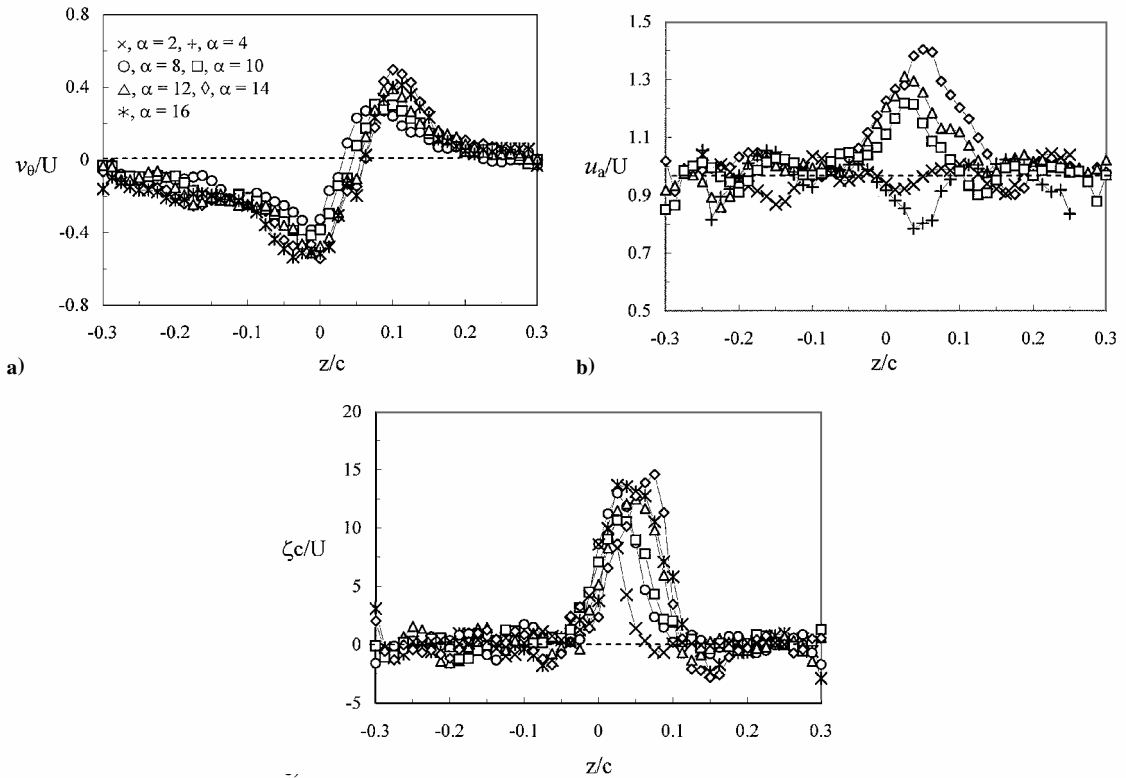 0.8
0.4
0
-0.4
-0.8
vθ/U
×, α = 2, +, α = 4
○, α = 8, □, α = 10
△, α = 12, ◊, α = 14
✳, α = 16
-0.3 -0.2 -0.1 0 0.1 0.2 0.3
z/c
a)
1.5
1.3
1.1
0.9
0.7
0.5
uₐ/U
-0.3 -0.2 -0.1 0 0.1 0.2 0.3
z/c
b)
20
15
10
5
0
-5
ζc/U
-0.3 -0.2 -0.1 0 0.1 0.2 0.3
z/c